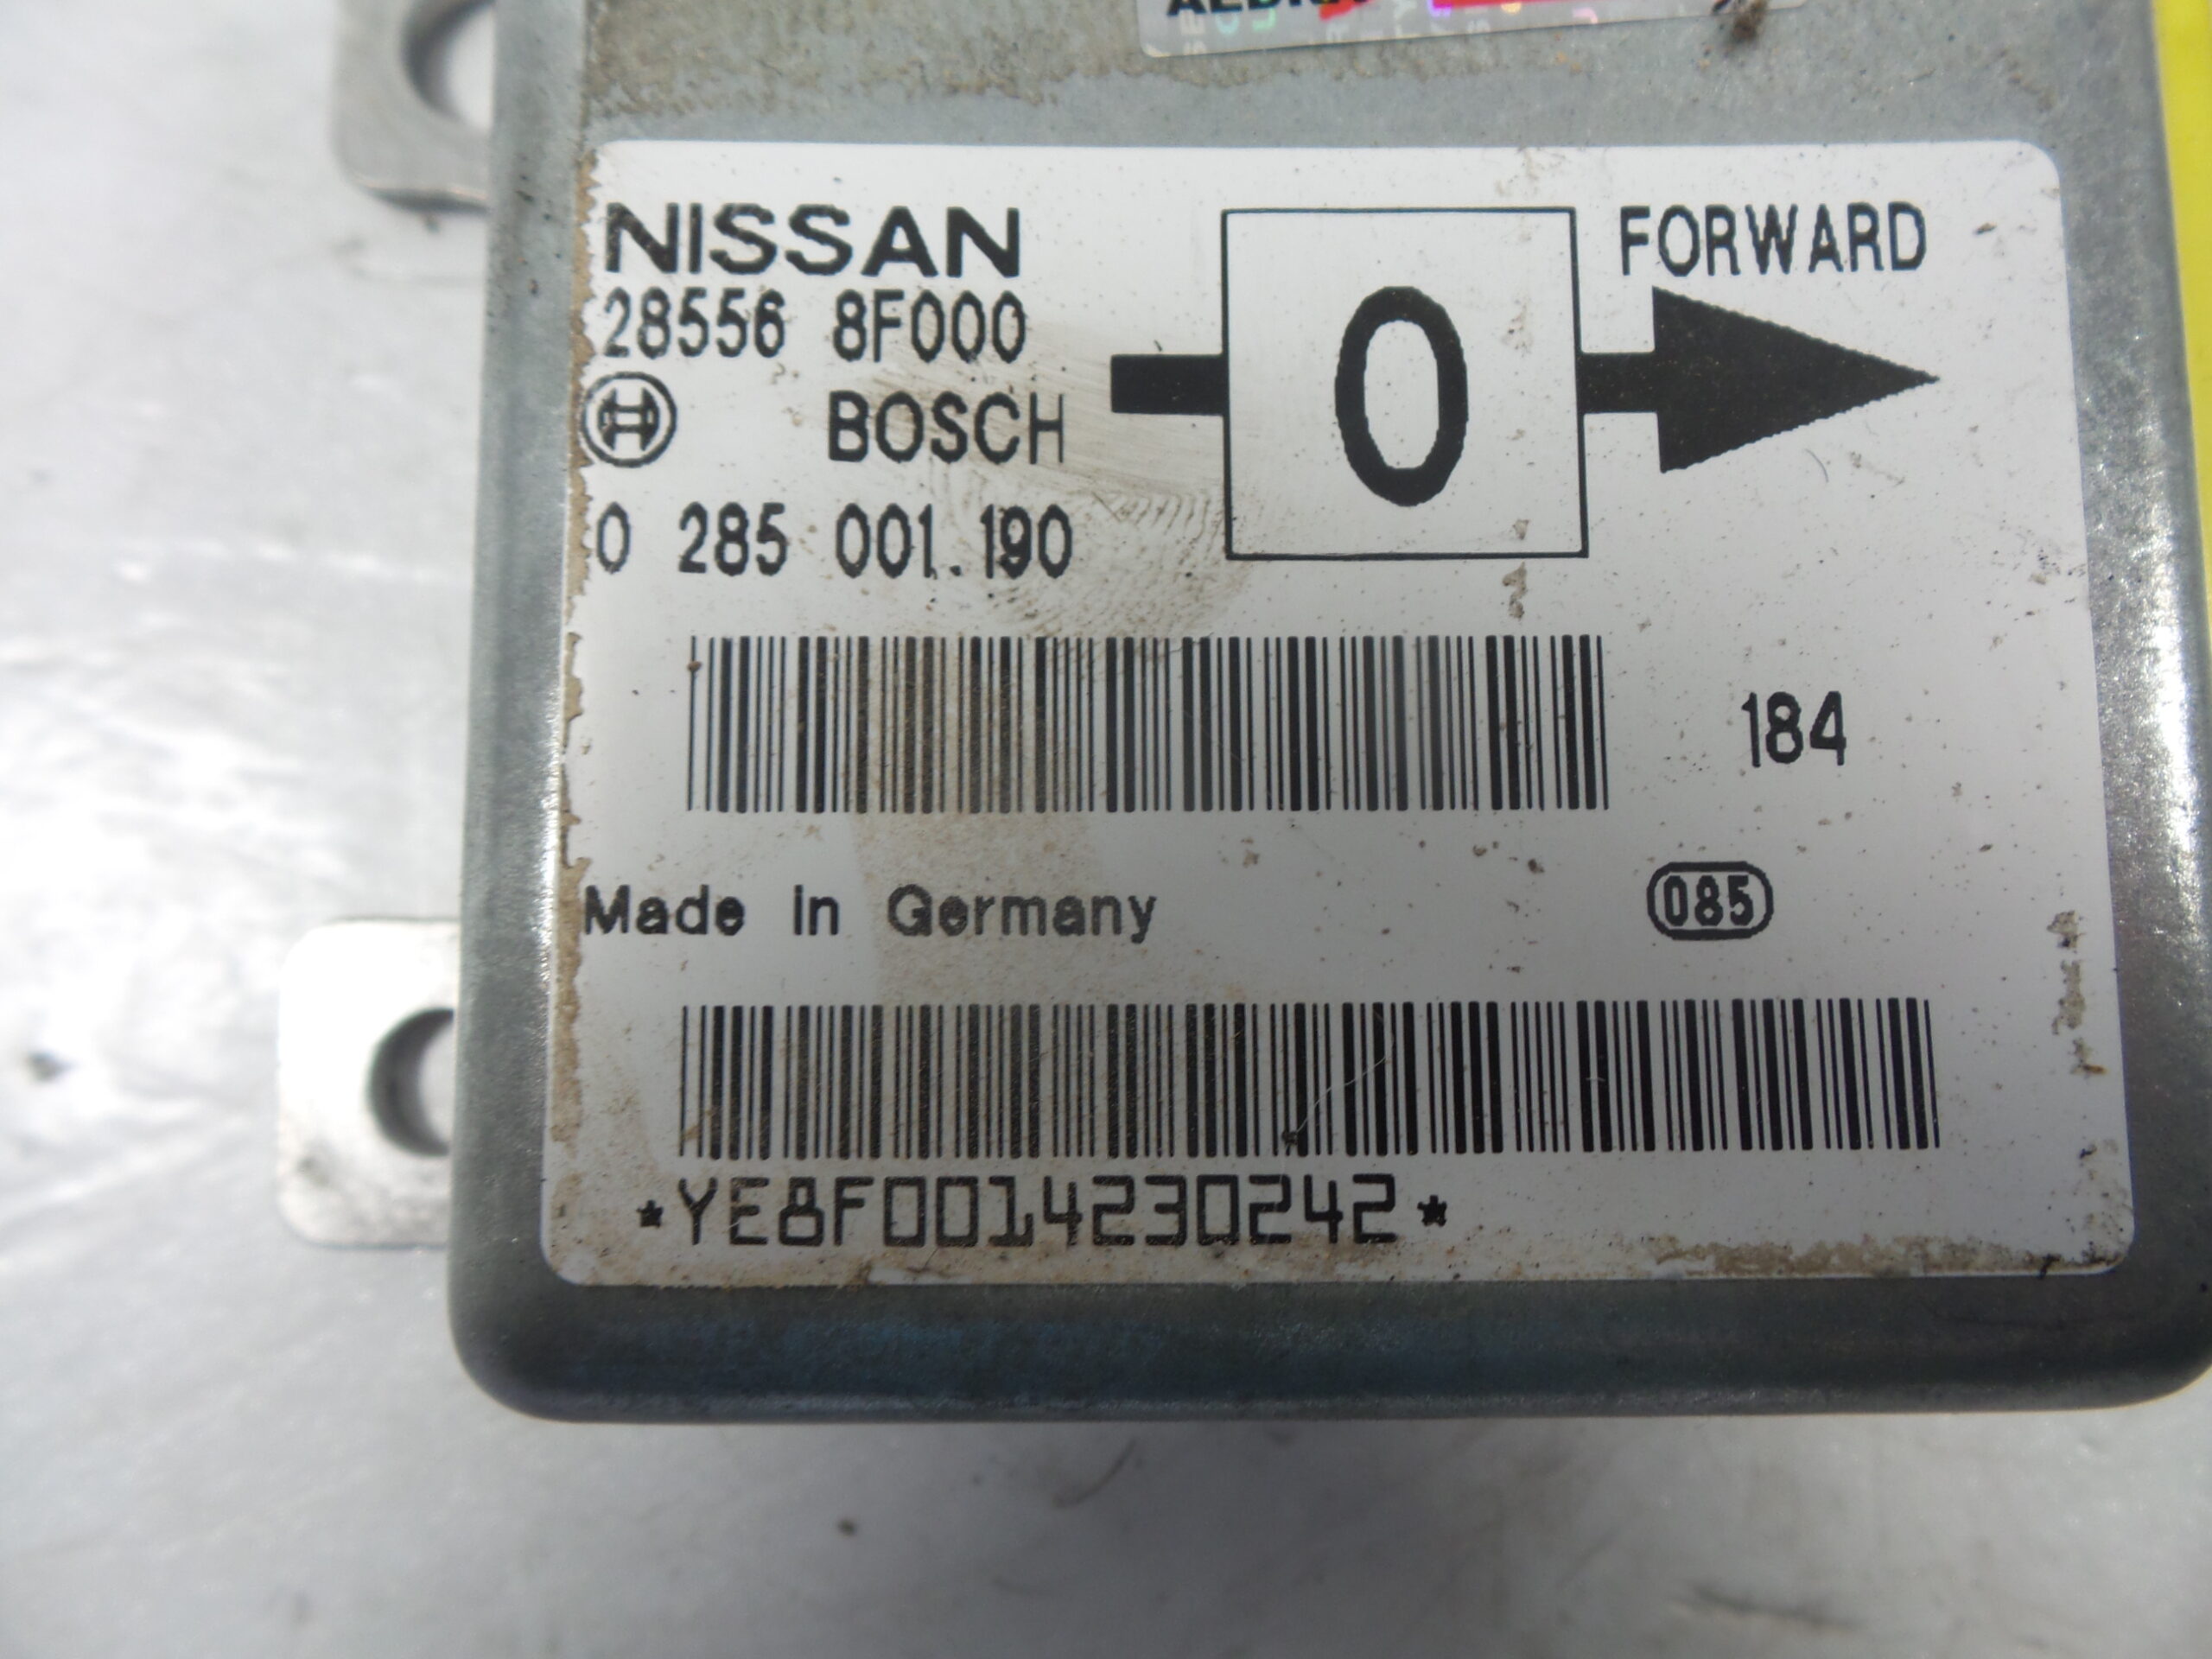 NISSAN
28556 8F000
BOSCH
0 285 001.190
0
FORWARD
184
Made in Germany
085
*YE8F0014230242*